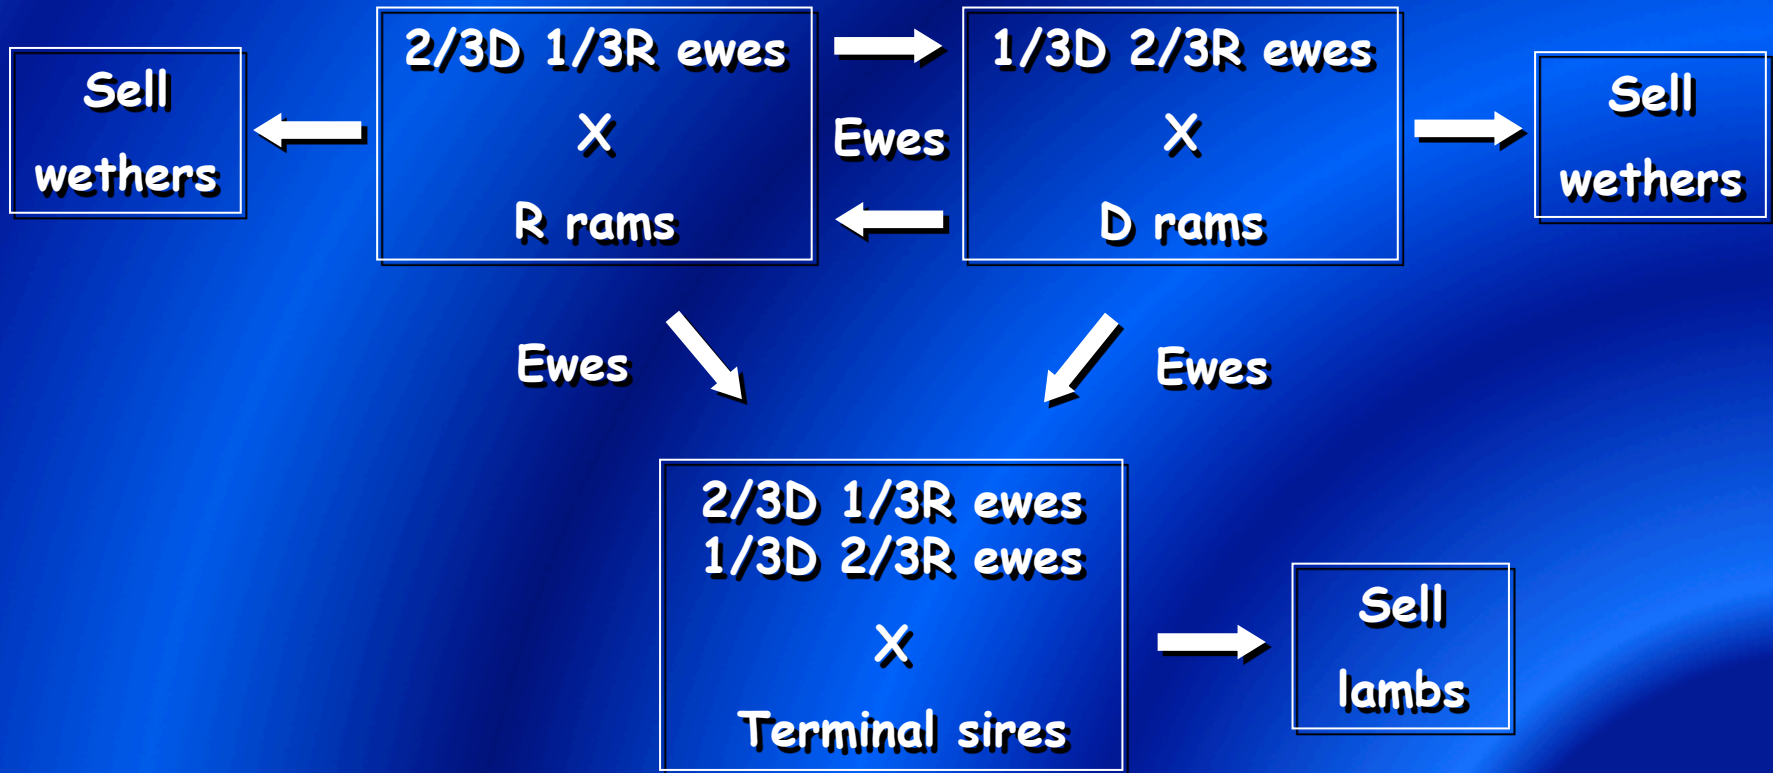 Sell
wethers
2/3D 1/3R ewes
X
R rams
Ewes
1/3D 2/3R ewes
X
D rams
Sell
wethers
Ewes
Ewes
2/3D 1/3R ewes
1/3D 2/3R ewes
X
Terminal sires
Sell
lambs